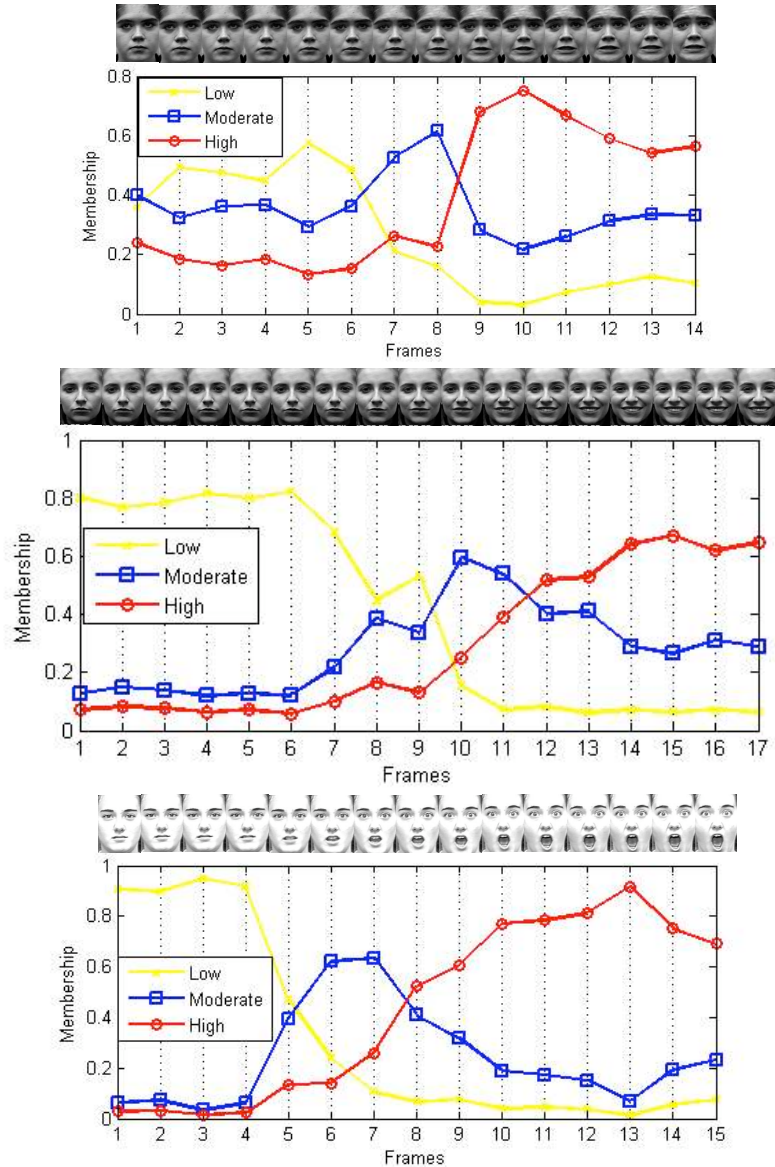 0.8
Low
Moderate
High
0.6
0.4
0.2
0
Membership
1 2 3 4 5 6 7 8 9 10 11 12 13 14
Frames
1
0.8
Low
Moderate
High
0.6
0.4
0.2
0
Membership
1 2 3 4 5 6 7 8 9 10 11 12 13 14 15 16 17
Frames
1
0.8
0.6
Low
Moderate
High
0.4
0.2
0
Membership
1 2 3 4 5 6 7 8 9 10 11 12 13 14 15
Frames